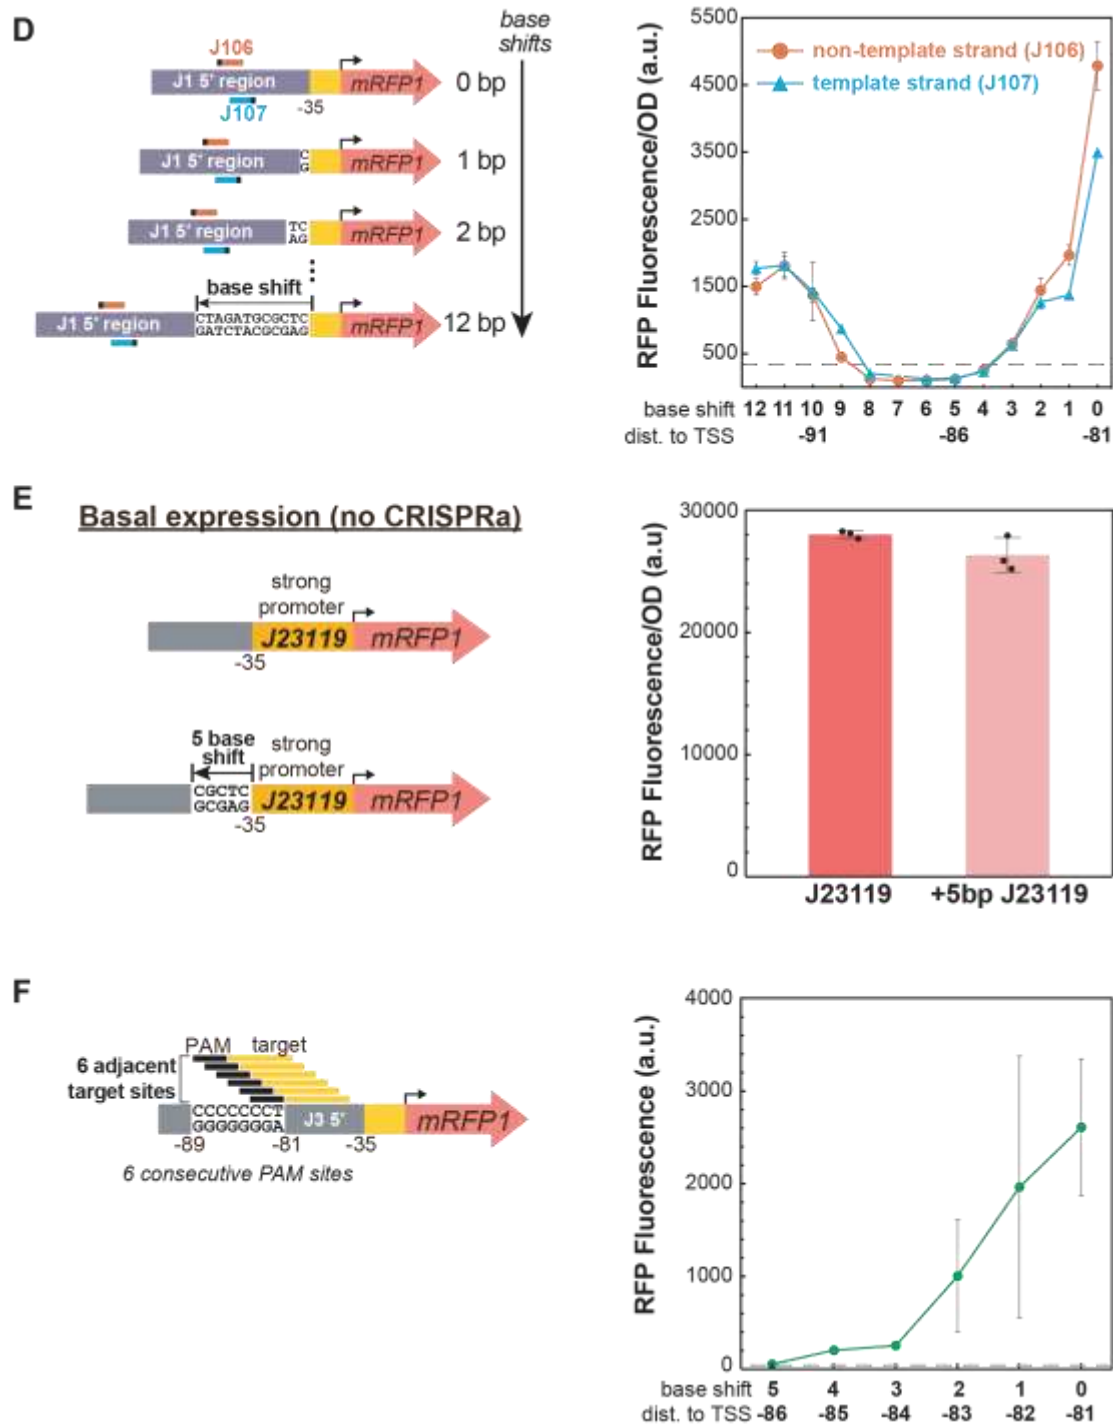 D
J106
J1 5' region
J107
-35
mRFP1
0 bp
base
shifts
J1 5' region
C
G
mRFP1
1 bp
J1 5' region
TC
AG
mRFP1
2 bp
base shift
J1 5' region
CTAGATGCGCTC
GATCTACGCGAG
mRFP1
12 bp
RFP Fluorescence/OD (a.u.)
5500
4500
3500
2500
1500
500
non-template strand (J106)
template strand (J107)
base shift 12 11 10 9 8 7 6 5 4 3 2 1 0
dist. to TSS -91 -86 -81
E
Basal expression (no CRISPRa)
strong
promoter
J23119
mRFP1
-35
5 base
shift
strong
promoter
CGCTC
GCGAG
J23119
mRFP1
-35
RFP Fluorescence/OD (a.u)
30000
20000
10000
0
J23119
+5bp J23119
F
PAM target
6 adjacent
target sites
CCCCCCCT
GGGGGGGA
J3 5'
mRFP1
-89 -81 -35
6 consecutive PAM sites
RFP Fluorescence (a.u.)
4000
3000
2000
1000
0
base shift 5 4 3 2 1 0
dist. to TSS -86 -85 -84 -83 -82 -81